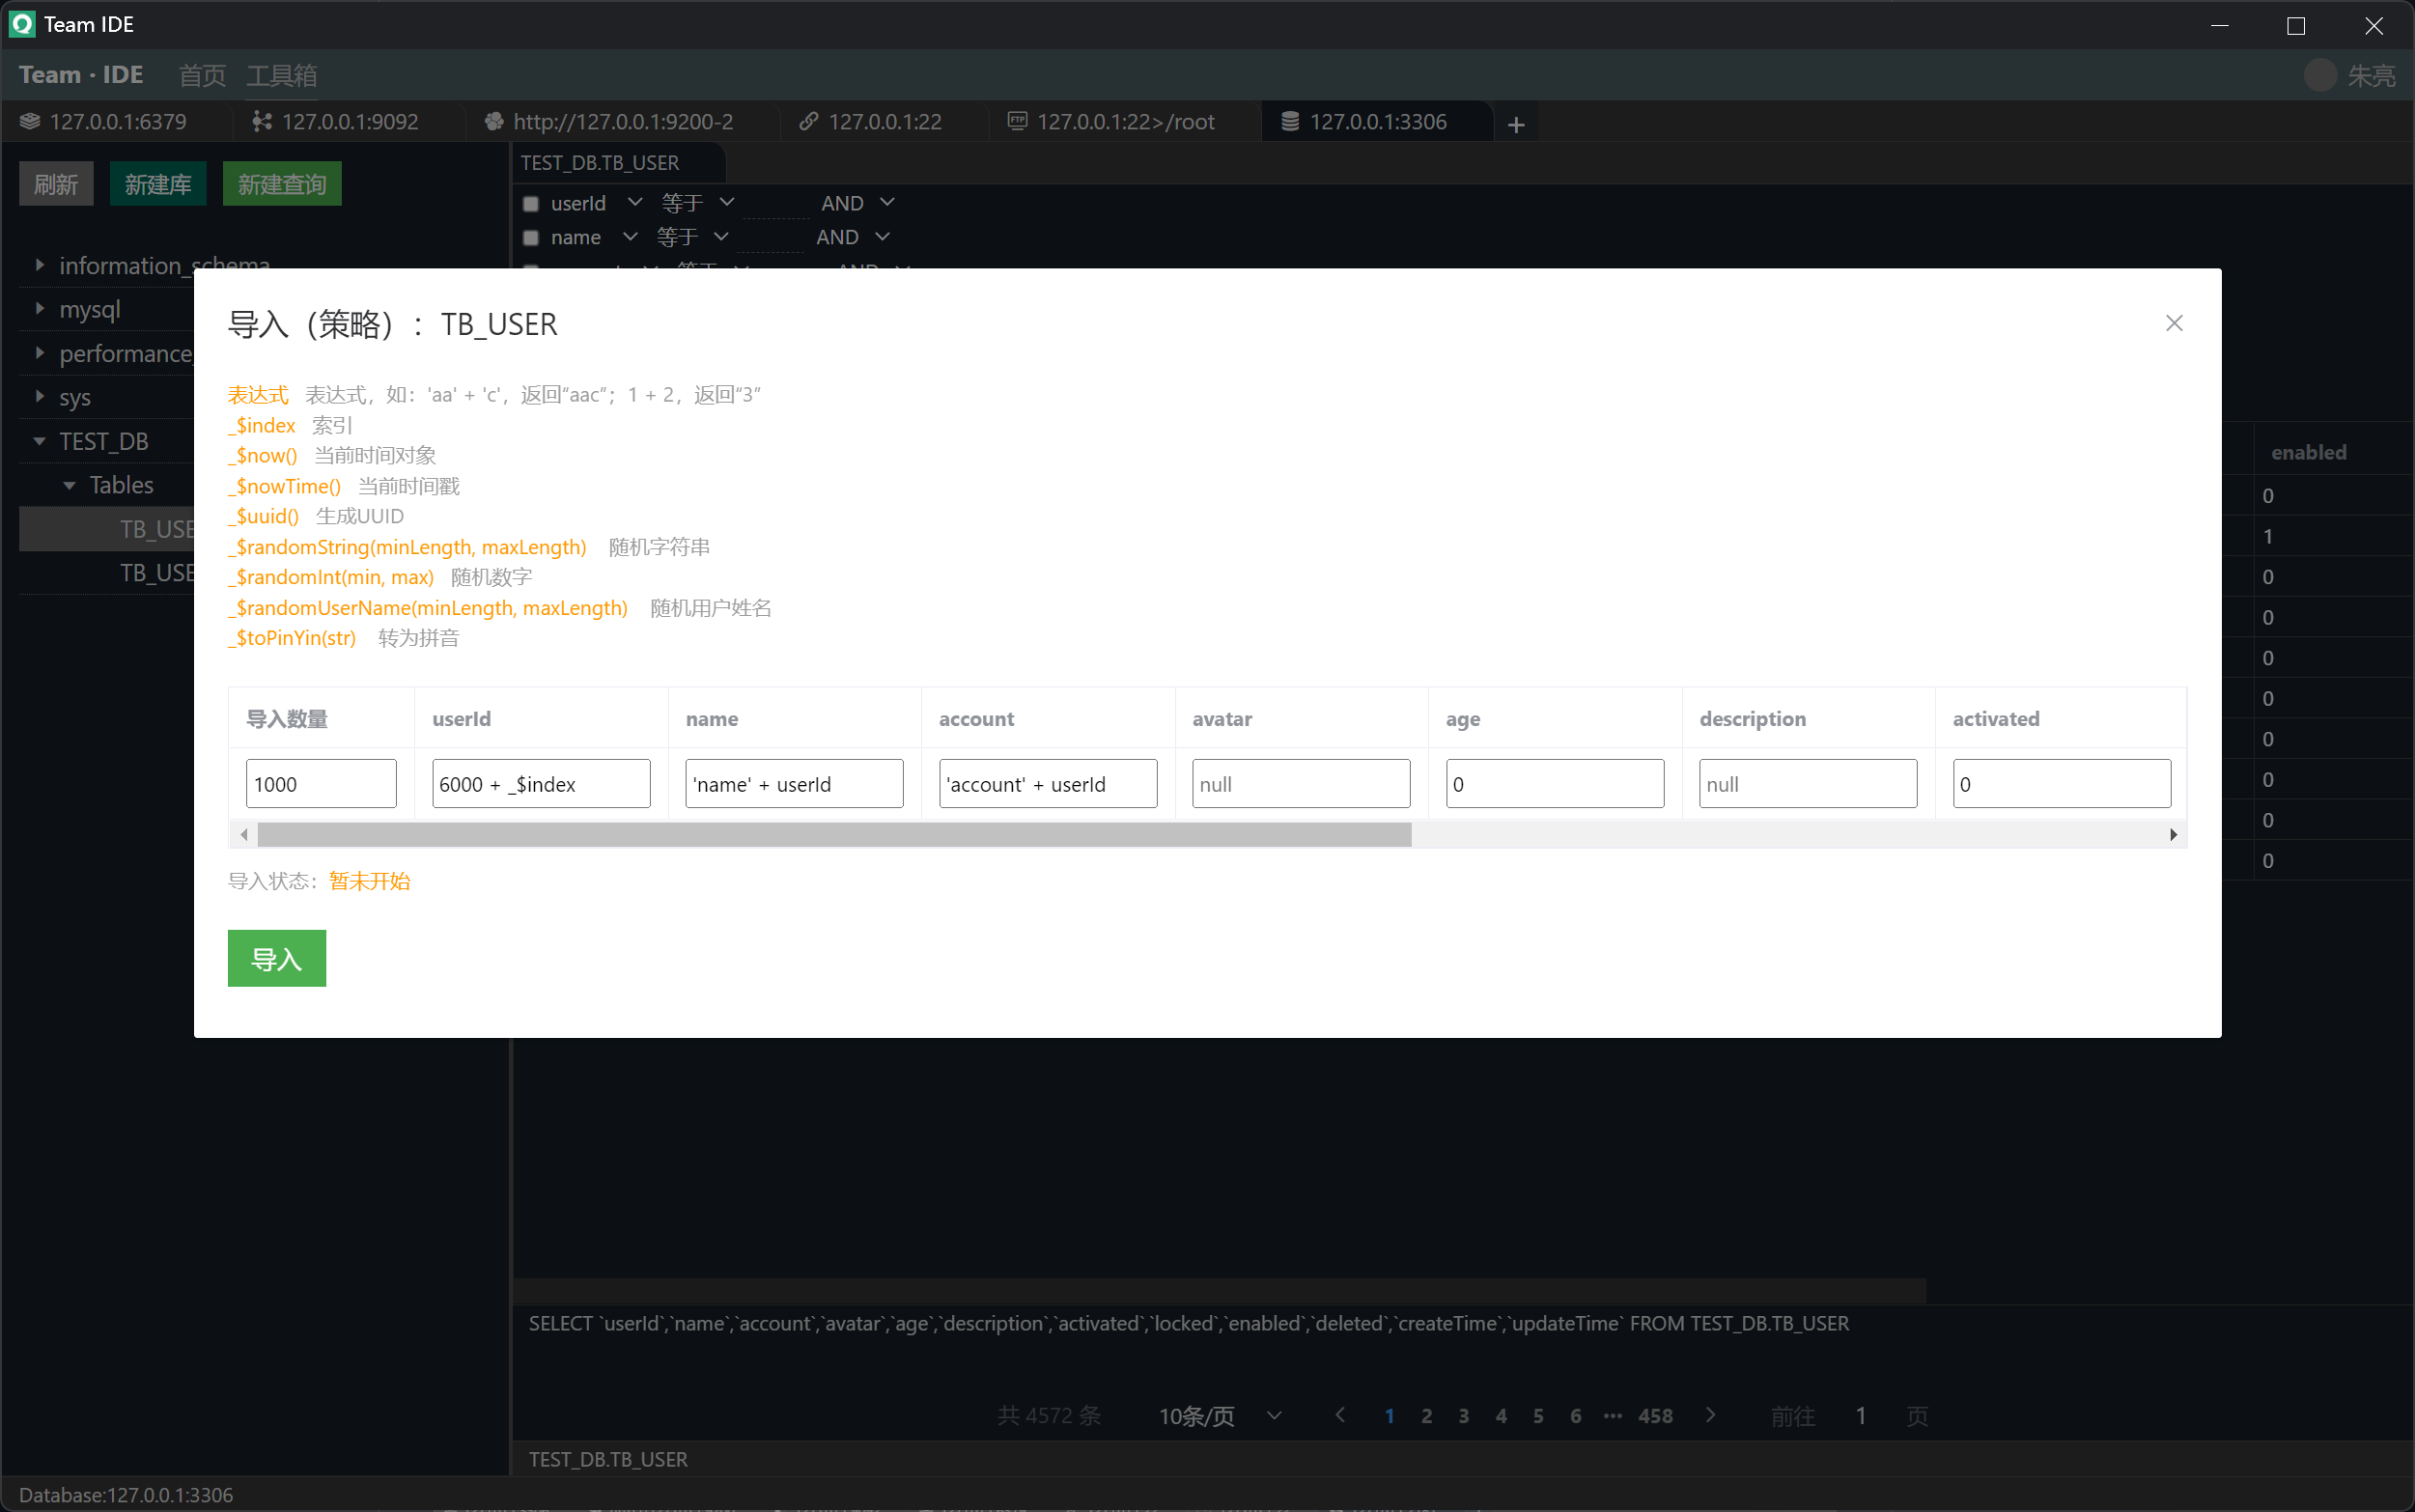 Team IDE
Team · IDE 首页 工具箱 朱亮
127.0.0.1:6379 127.0.0.1:9092 http://127.0.0.1:9200-2 127.0.0.1:22 127.0.0.1:22>/root 127.0.0.1:3306 +
刷新 新建库 新建查询
TEST_DB.TB_USER
userId 等于 AND
name 等于 AND
information_schema
mysql
performance_
sys
TEST_DB
Tables
TB_USE
TB_USE
导入（策略）：TB_USER
表达式 表达式，如：'aa' + 'c'，返回“aac”；1 + 2，返回“3”
_$index 索引
_$now() 当前时间对象
_$nowTime() 当前时间戳
_$uuid() 生成UUID
_$randomString(minLength, maxLength) 随机字符串
_$randomInt(min, max) 随机数字
_$randomUserName(minLength, maxLength) 随机用户姓名
_$toPinYin(str) 转为拼音
导入数量 userId name account avatar age description activated
1000 6000 + _$index 'name' + userId 'account' + userId null 0 null 0
导入状态：暂未开始
导入
enabled
0
1
0
0
0
0
0
0
0
0
SELECT `userId`,`name`,`account`,`avatar`,`age`,`description`,`activated`,`locked`,`enabled`,`deleted`,`createTime`,`updateTime` FROM TEST_DB.TB_USER
共 4572 条 10条/页 1 2 3 4 5 6 ··· 458 前往 1 页
TEST_DB.TB_USER
Database:127.0.0.1:3306